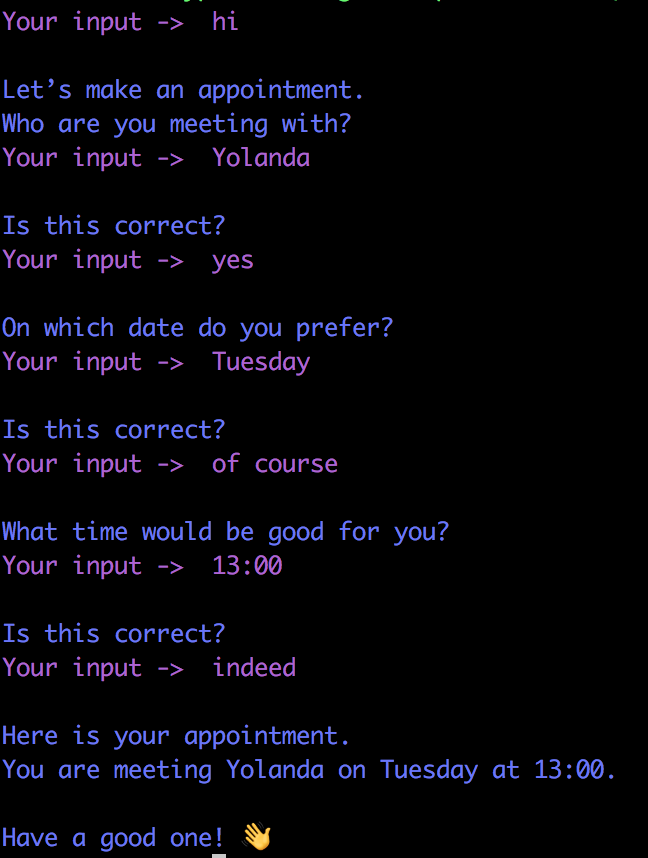 Your input ->  hi
Let’s make an appointment.
Who are you meeting with?
Your input ->  Yolanda
Is this correct?
Your input ->  yes
On which date do you prefer?
Your input ->  Tuesday
Is this correct?
Your input ->  of course
What time would be good for you?
Your input ->  13:00
Is this correct?
Your input ->  indeed
Here is your appointment.
You are meeting Yolanda on Tuesday at 13:00.
Have a good one! 👋